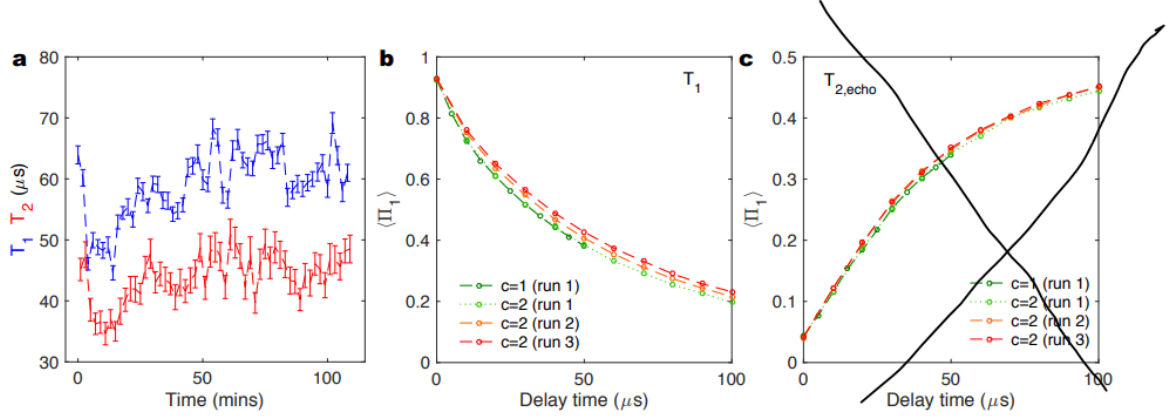 a
80
70
60
50
40
30
T1 T2 (μs)
0 50 100
Time (mins)
b
1
0.8
0.6
0.4
0.2
0
⟨Π1⟩
T1
c=1 (run 1)
c=2 (run 1
c=2 (run 2)
c=2 (run 3)
0 50 100
Delay time (μs)
c
0.5
0.4
0.3
0.2
0.1
0
⟨Π1⟩
T2,echo
c=1 (run 1)
c=2 (run 1)
c=2 (run 2)
c=2 (run 3)
0 50 100
Delay time (μs)